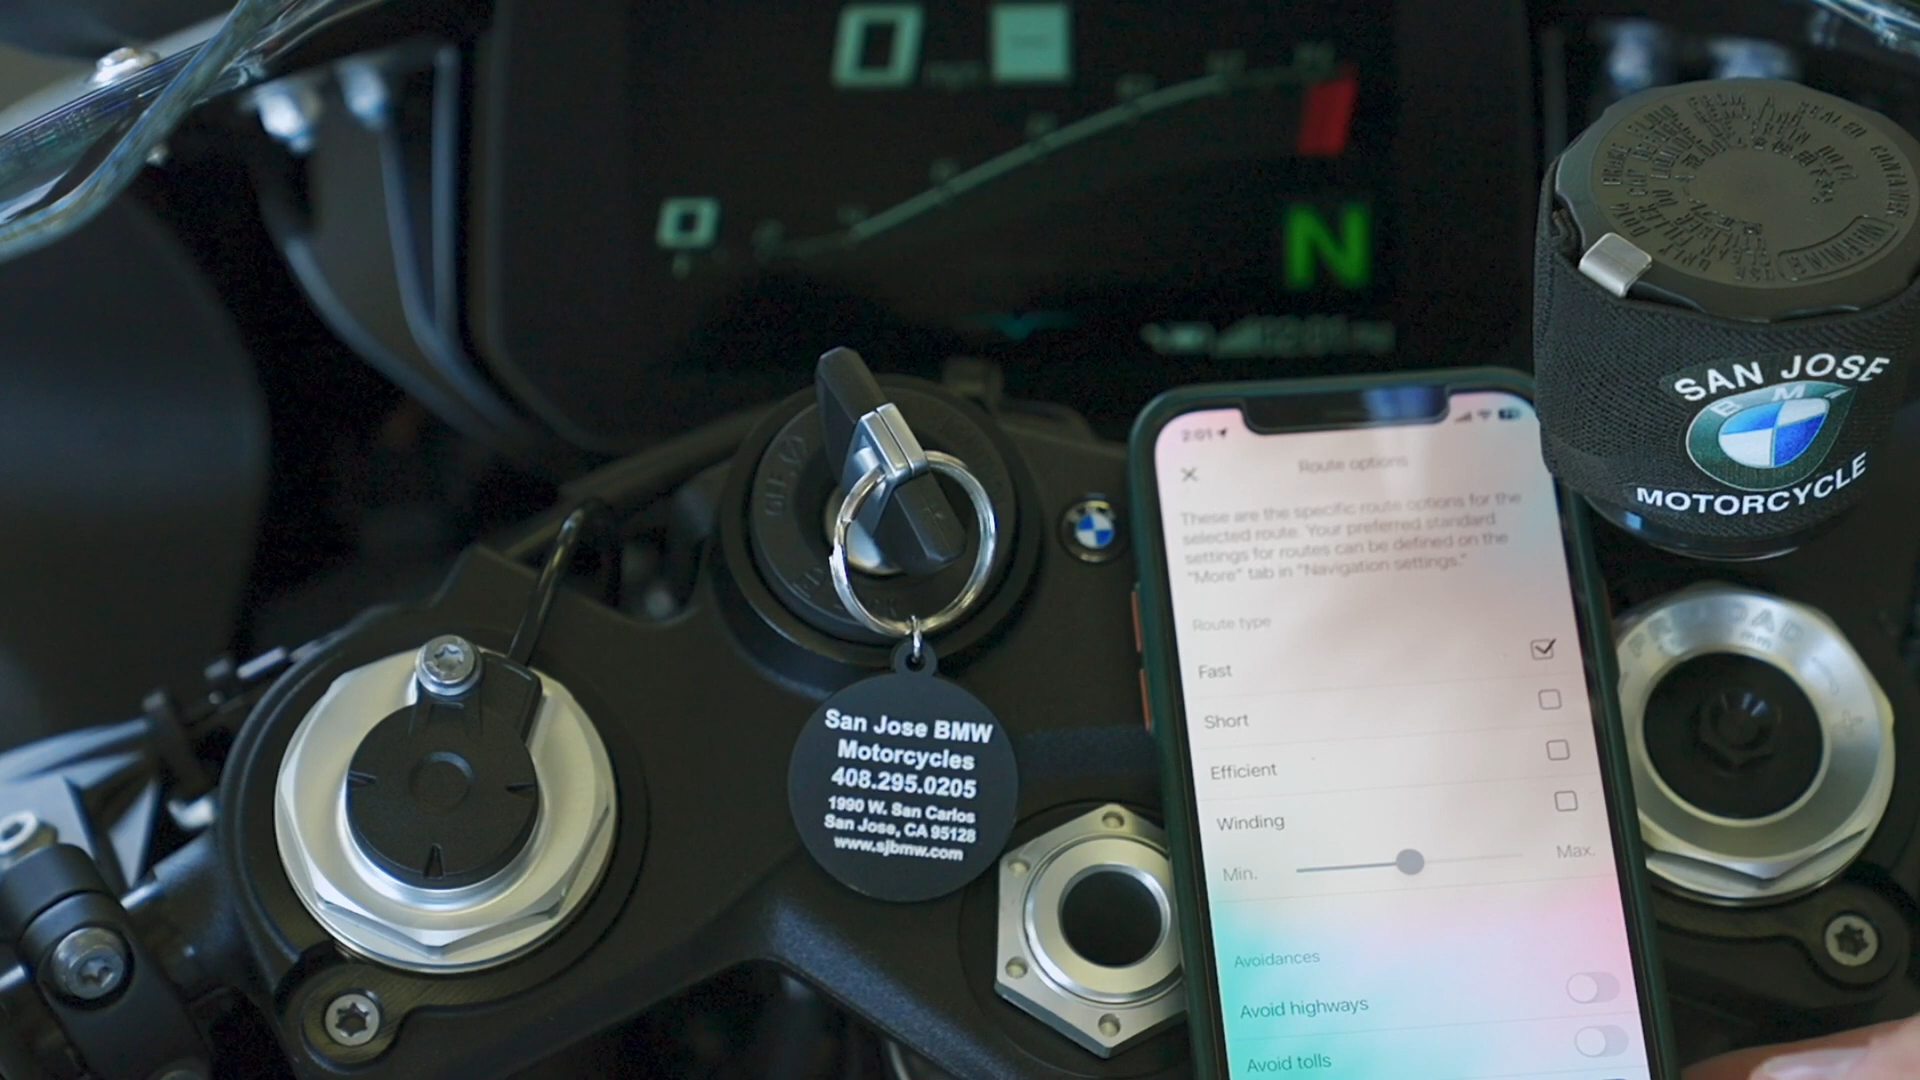 0
0
N
SAN JOSE
BMW
MOTORCYCLE
San Jose BMW
Motorcycles
408.295.0205
1990 W. San Carlos
San Jose, CA 95128
www.sjbmw.com
2:01
Route options
These are the specific route options for the
selected route. Your preferred standard
settings for routes can be defined on the
"More" tab in "Navigation settings."
Route type
Fast
Short
Efficient
Winding
Min.
Max.
Avoidances
Avoid highways
Avoid tolls